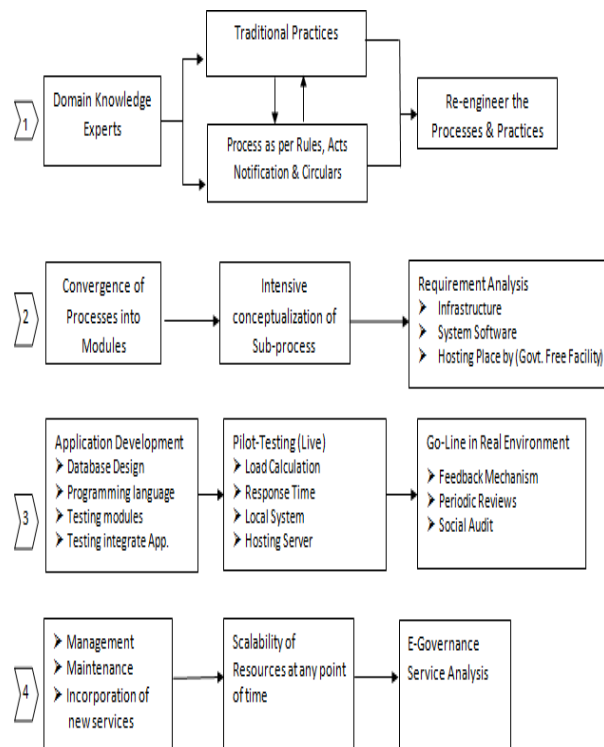 1
Domain Knowledge
Experts
Traditional Practices
Process as per Rules, Acts
Notification & Circulars
Re-engineer the
Processes & Practices
2
Convergence of
Processes into
Modules
Intensive
conceptualization of
Sub-process
Requirement Analysis
➤ Infrastructure
➤ System Software
➤ Hosting Place by (Govt. Free Facility)
3
Application Development
➤ Database Design
➤ Programming language
➤ Testing modules
➤ Testing integrate App.
Pilot-Testing (Live)
➤ Load Calculation
➤ Response Time
➤ Local System
➤ Hosting Server
Go-Line in Real Environment
➤ Feedback Mechanism
➤ Periodic Reviews
➤ Social Audit
4
➤ Management
➤ Maintenance
➤ Incorporation of
new services
Scalability of
Resources at any point
of time
E-Governance
Service Analysis